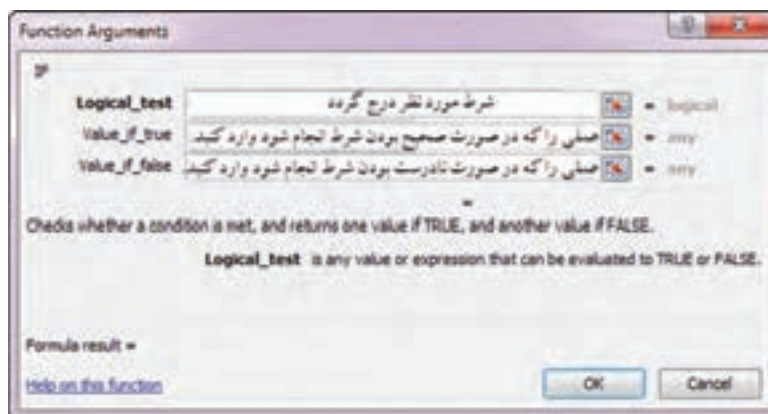 Function Arguments
IF
Logical_test شرط مورد نظر درج گردد = logical
Value_if_true عملی را که در صورت صحیح بودن شرط انجام شود وارد کنید. = any
Value_if_false عملی را که در صورت نادرست بودن شرط انجام شود وارد کنید. = any
=
Checks whether a condition is met, and returns one value if TRUE, and another value if FALSE.
Logical_test is any value or expression that can be evaluated to TRUE or FALSE.
Formula result =
Help on this function
OK Cancel